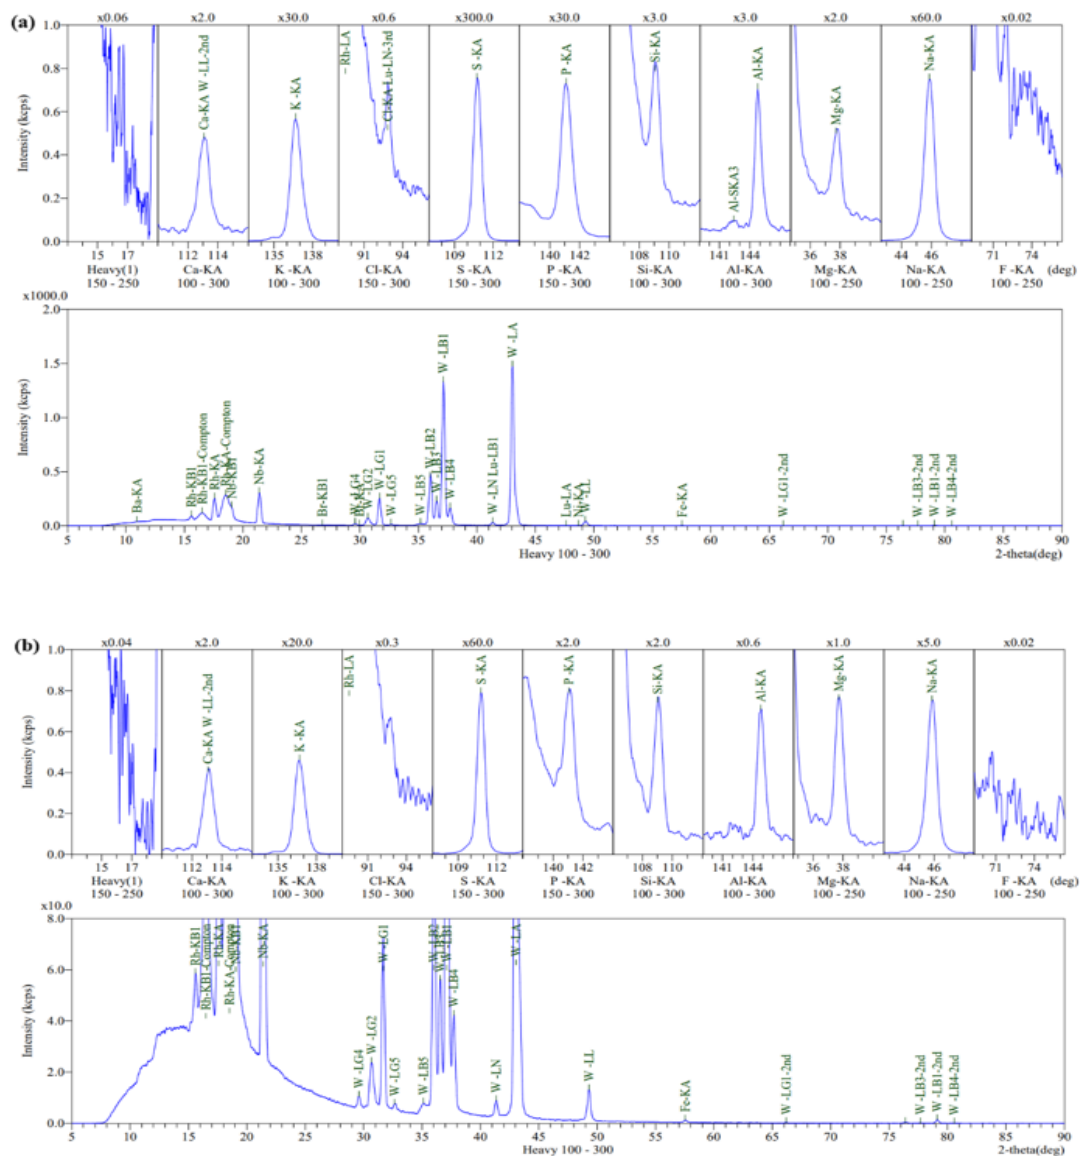 (a)
x0.06 x2.0 x30.0 x0.6 x300.0 x30.0 x3.0 x3.0 x2.0 x60.0 x0.02
Intensity (kcps)
1.0
0.8
0.6
0.4
0.2
0.0
Ca-KA W -LL-2nd
K -KA
Rh-LA
Cl-KA Lu-LN-3rd
S -KA
P -KA
Si-KA
Al-SKA3
Al-KA
Mg-KA
Na-KA
15 17 112 114 135 138 91 94 109 112 140 142 108 110 141 144 36 38 44 46 71 74
Heavy(1) Ca-KA K -KA Cl-KA S -KA P -KA Si-KA Al-KA Mg-KA Na-KA F -KA (deg)
150 - 250 100 - 300 100 - 300 150 - 300 150 - 300 150 - 300 100 - 300 100 - 300 100 - 250 100 - 250 100 - 250
x1000.0
Intensity (kcps)
2.0
1.5
1.0
0.5
0.0
Ba-KA
Rh-KB1
Rh-KB1-Compton
Rh-KA
Rh-KA-Compton
Nb-KB1
Nb-KA
Br-KB1
W -LG4
Br-KA
W -LG2
W -LG1
W -LG5
W -LB5
W -LB2
W -LB3
W -LB1
W -LB4
W -LN Lu-LB1
W -LA
Lu-LA
Ni-KA
W -LL
Fe-KA
W -LG1-2nd
W -LB3-2nd
W -LB1-2nd
W -LB4-2nd
5 10 15 20 25 30 35 40 45 50 55 60 65 70 75 80 85 90
Heavy 100 - 300 2-theta(deg)
(b)
x0.04 x2.0 x20.0 x0.3 x60.0 x2.0 x2.0 x0.6 x1.0 x5.0 x0.02
Intensity (kcps)
1.0
0.8
0.6
0.4
0.2
0.0
Ca-KA W -LL-2nd
K -KA
Rh-LA
S -KA
P -KA
Si-KA
Al-KA
Mg-KA
Na-KA
15 17 112 114 135 138 91 94 109 112 140 142 108 110 141 144 36 38 44 46 71 74
Heavy(1) Ca-KA K -KA Cl-KA S -KA P -KA Si-KA Al-KA Mg-KA Na-KA F -KA (deg)
150 - 250 100 - 300 100 - 300 150 - 300 150 - 300 150 - 300 100 - 300 100 - 300 100 - 250 100 - 250 100 - 250
x10.0
Intensity (kcps)
8.0
6.0
4.0
2.0
0.0
Rh-KB1
Rh-KB1-Compton
Rh-KA
Rh-KA-Compton
Nb-KB1
Nb-KA
W -LG4
W -LG2
W -LG1
W -LG5
W -LB5
W -LB2
W -LB3
W -LB1
W -LB4
W -LN
W -LA
W -LL
Fe-KA
W -LG1-2nd
W -LB3-2nd
W -LB1-2nd
W -LB4-2nd
5 10 15 20 25 30 35 40 45 50 55 60 65 70 75 80 85 90
Heavy 100 - 300 2-theta(deg)